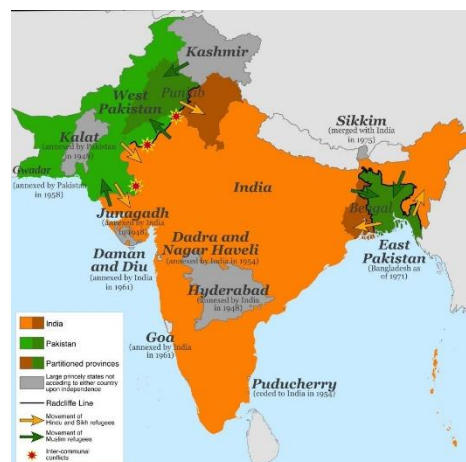 Kashmir
Punjab
West
Pakistan
Kalat
(annexed by Pakistan
in 1948)
Gwadar
(annexed by Pakistan
in 1958)
Sikkim
(merged with India
in 1975)
India
Bengal
Junagadh
(annexed by India
in 1948)
Daman
and Diu
(annexed by India in
1961)
Dadra and
Nagar Haveli
(annexed by India in 1954)
East
Pakistan
(Bangladesh as
of 1971)
Hyderabad
(annexed by India
in 1948)
Goa
(annexed by India
in 1961)
Puducherry
(ceded to India in 1954)
India
Pakistan
Partitioned provinces
Large princely states not
acceding to either country
upon independence
Radcliffe Line
Movement of
Hindu and Sikh refugees
Movement of
Muslim refugees
Inter-communal
conflicts